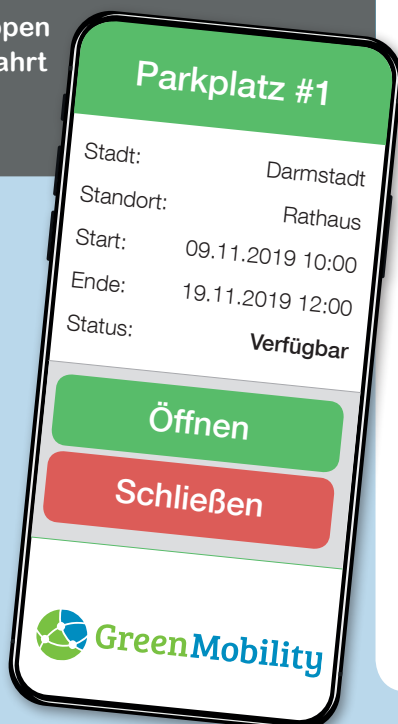 ppen
ahrt
Parkplatz #1
Stadt: Darmstadt
Standort: Rathaus
Start: 09.11.2019 10:00
Ende: 19.11.2019 12:00
Status: Verfügbar
Öffnen
Schließen
GreenMobility